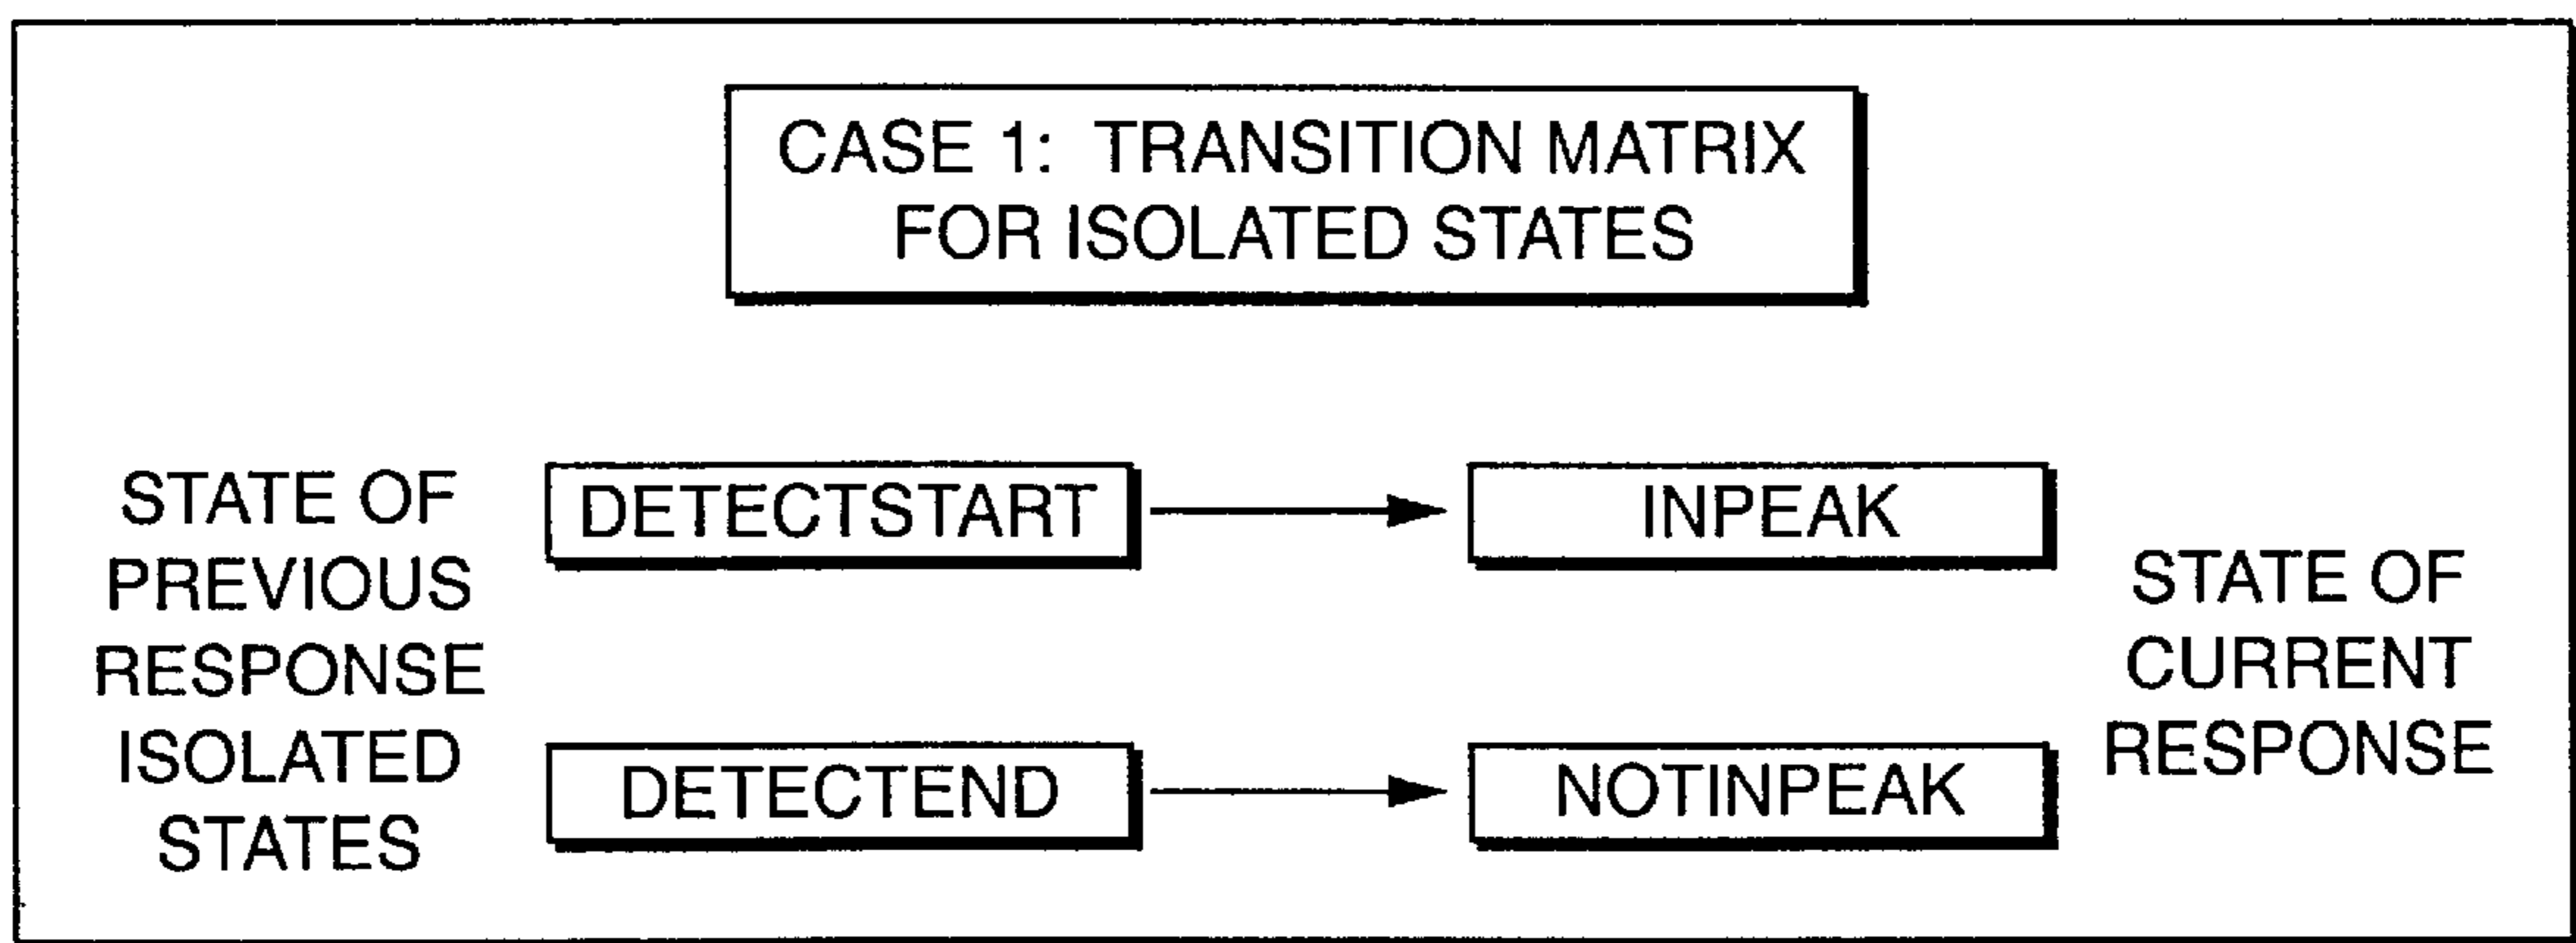 CASE 1: TRANSITION MATRIX
FOR ISOLATED STATES
STATE OF
PREVIOUS
RESPONSE
ISOLATED
STATES
DETECTSTART
INPEAK
DETECTEND
NOTINPEAK
STATE OF
CURRENT
RESPONSE